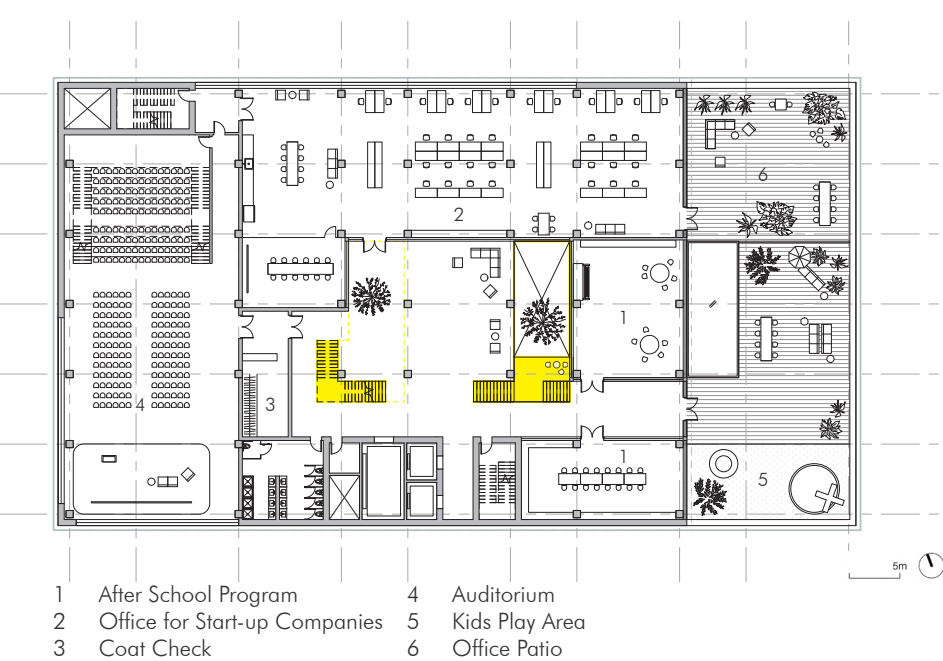 6
2
1
3
4
1
5
5m
1 After School Program
2 Office for Start-up Companies
3 Coat Check
4 Auditorium
5 Kids Play Area
6 Office Patio